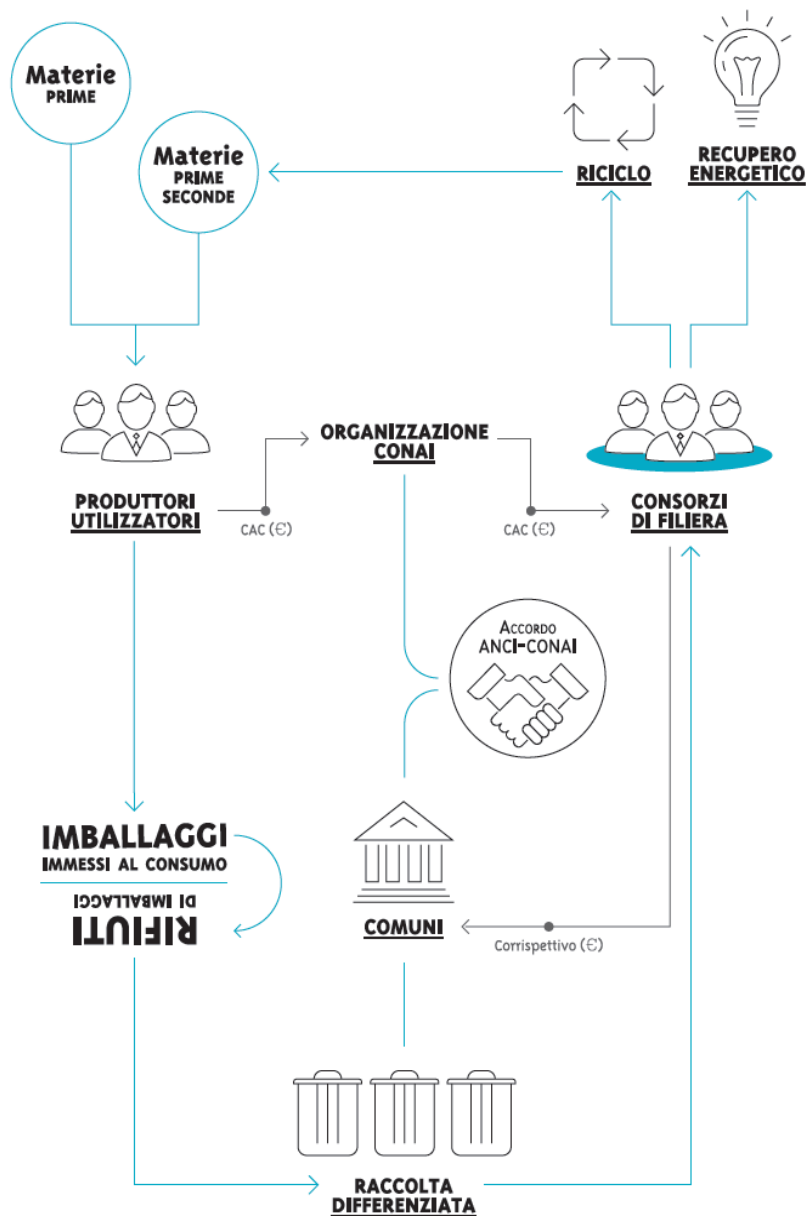 Materie
PRIME
Materie
PRIME
SECONDE
RICICLO
RECUPERO
ENERGETICO
PRODUTTORI
UTILIZZATORI
CAC (€)
ORGANIZZAZIONE
CONAI
CAC (€)
CONSORZI
DI FILIERA
ACCORDO
ANCI-CONAI
IMBALLAGGI
IMMESSI AL CONSUMO
RIFIUTI
DI IMBALLAGGI
COMUNI
Corrispettivo (€)
RACCOLTA
DIFFERENZIATA